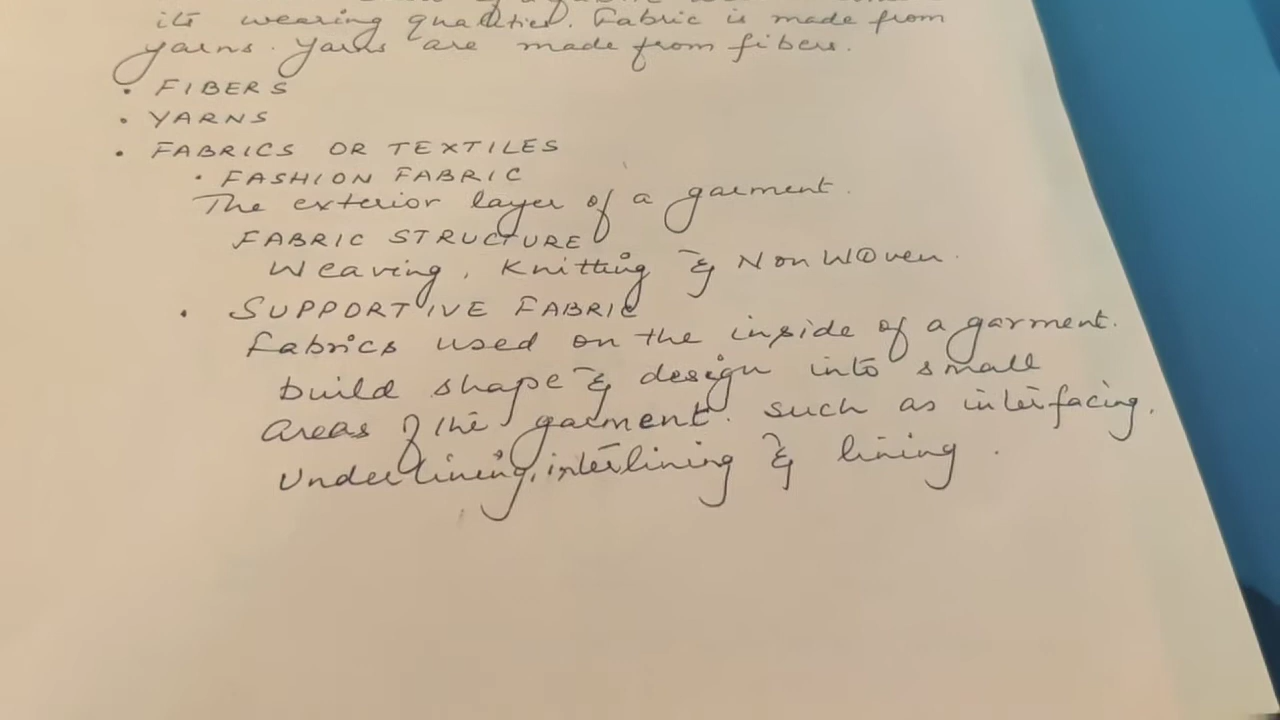 its wearing qualities. Fabric is made from
yarns. Yarns are made from fibers.
• FIBERS
• YARNS
• FABRICS OR TEXTILES
• FASHION FABRIC
The exterior layer of a garment.
FABRIC STRUCTURE
Weaving, Knitting & Non Woven.
• SUPPORTIVE FABRIC
Fabrics used on the inside of a garment.
build shape & design into small
areas of the garment. such as interfacing,
underlining, interlining & lining.